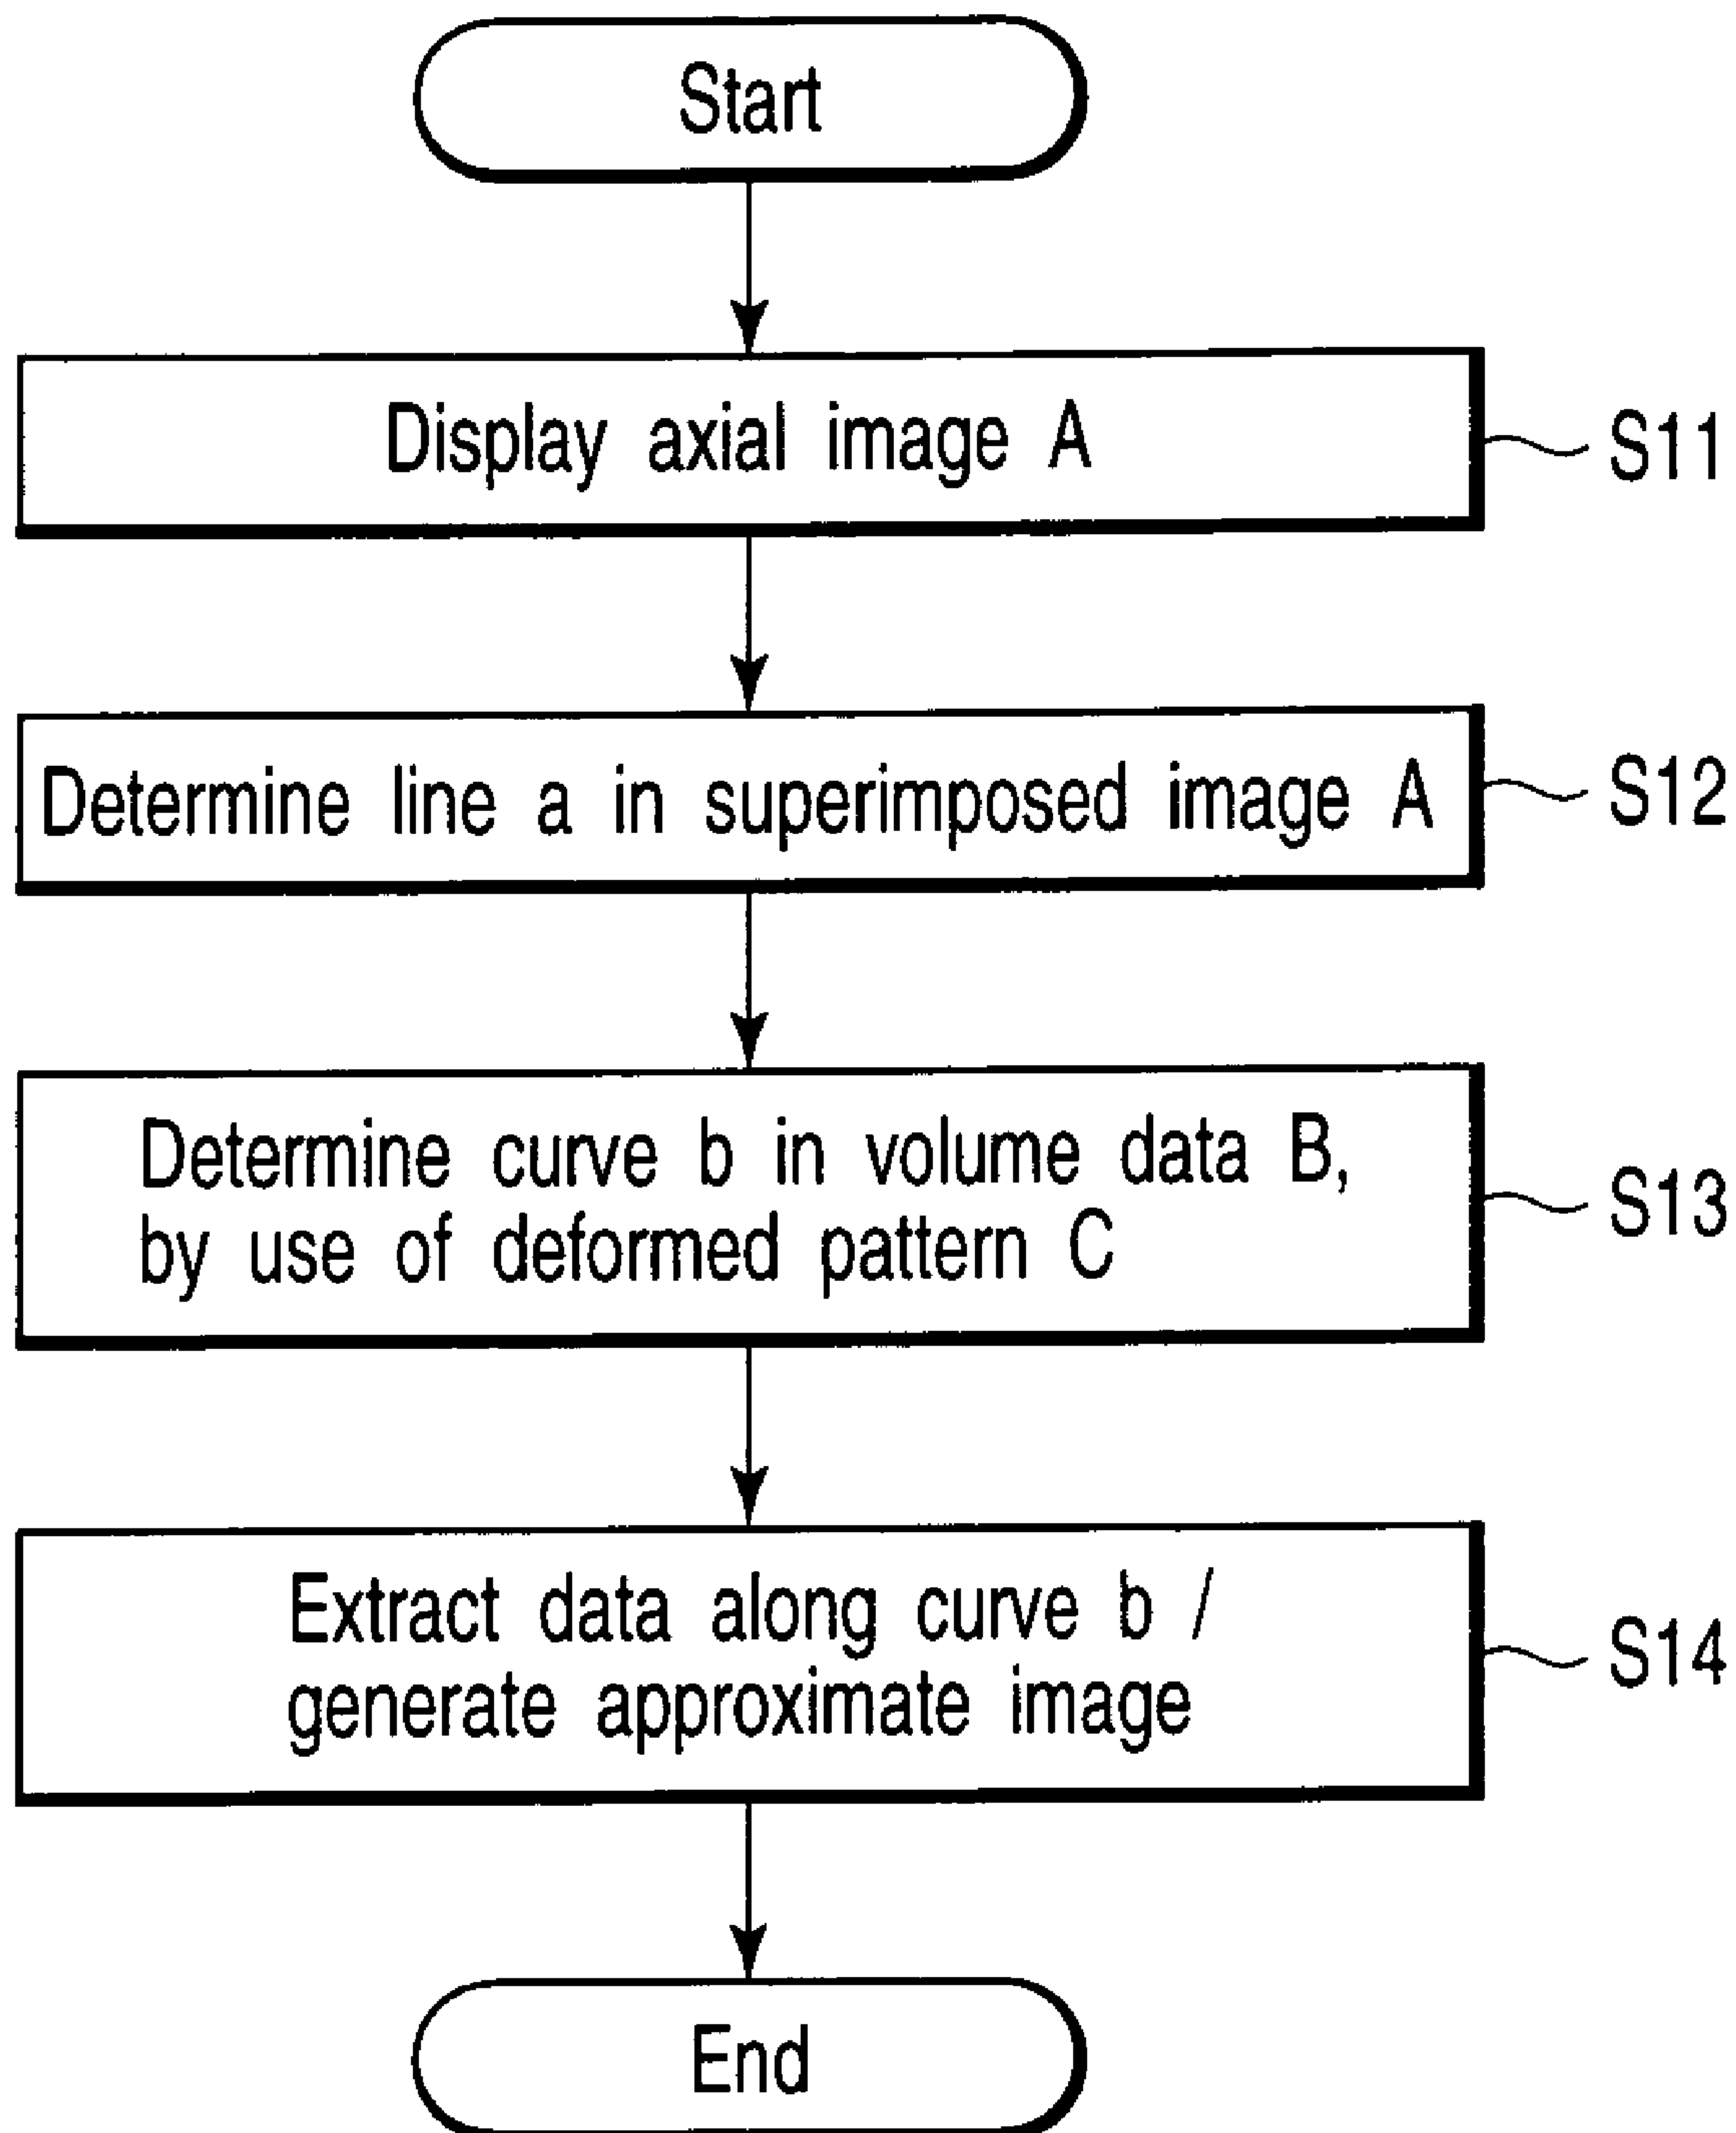 Start
Display axial image A
S11
Determine line a in superimposed image A
S12
Determine curve b in volume data B,
by use of deformed pattern C
S13
Extract data along curve b /
generate approximate image
S14
End